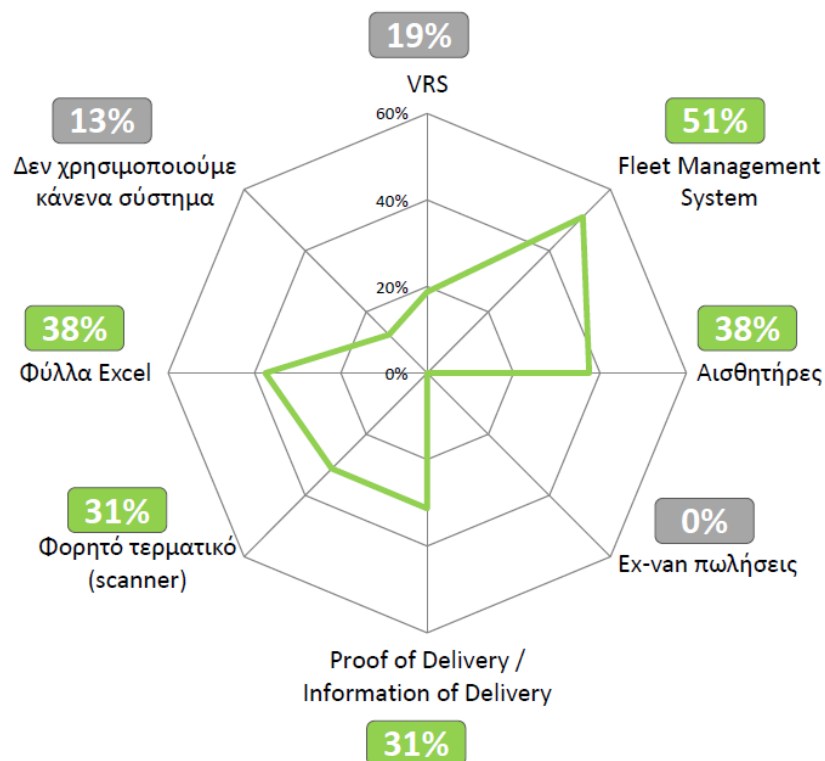 19%
VRS
60%
40%
20%
0%
51%
Fleet Management
System
38%
Αισθητήρες
0%
Ex-van πωλήσεις
Proof of Delivery /
Information of Delivery
31%
31%
Φορητό τερματικό
(scanner)
38%
Φύλλα Excel
13%
Δεν χρησιμοποιούμε
κάνενα σύστημα